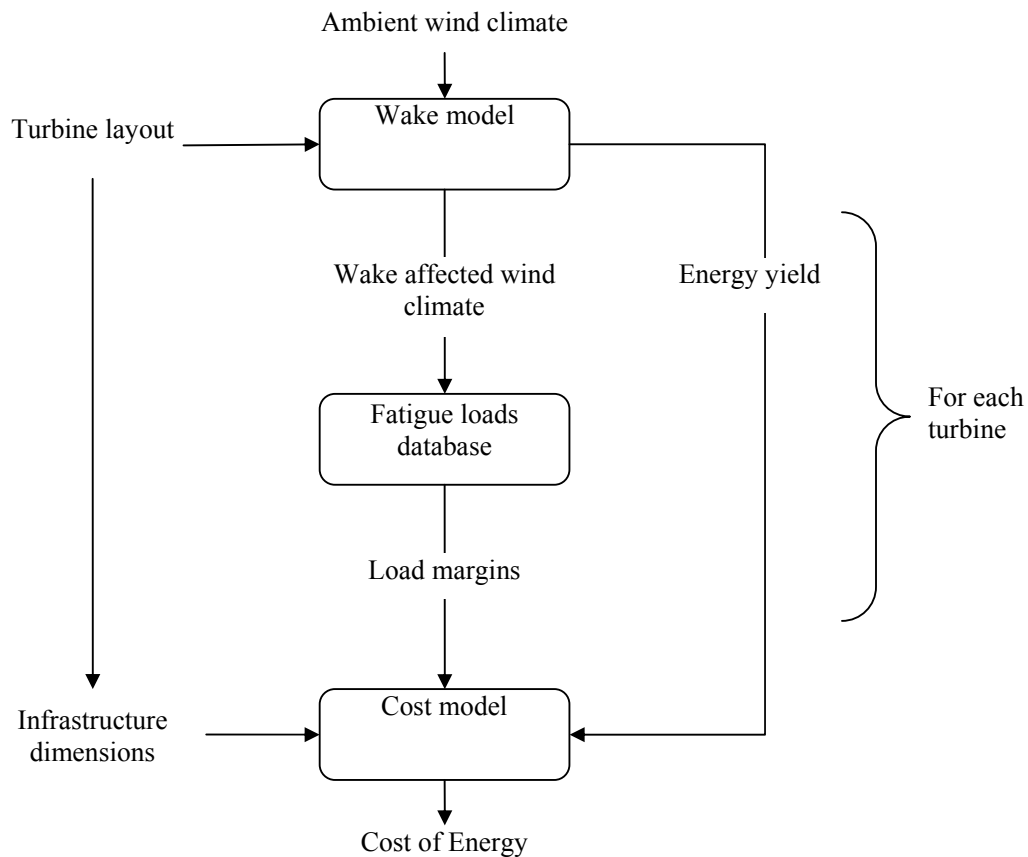 Ambient wind climate
Turbine layout
Wake model
Wake affected wind
climate
Energy yield
Fatigue loads
database
For each
turbine
Load margins
Infrastructure
dimensions
Cost model
Cost of Energy